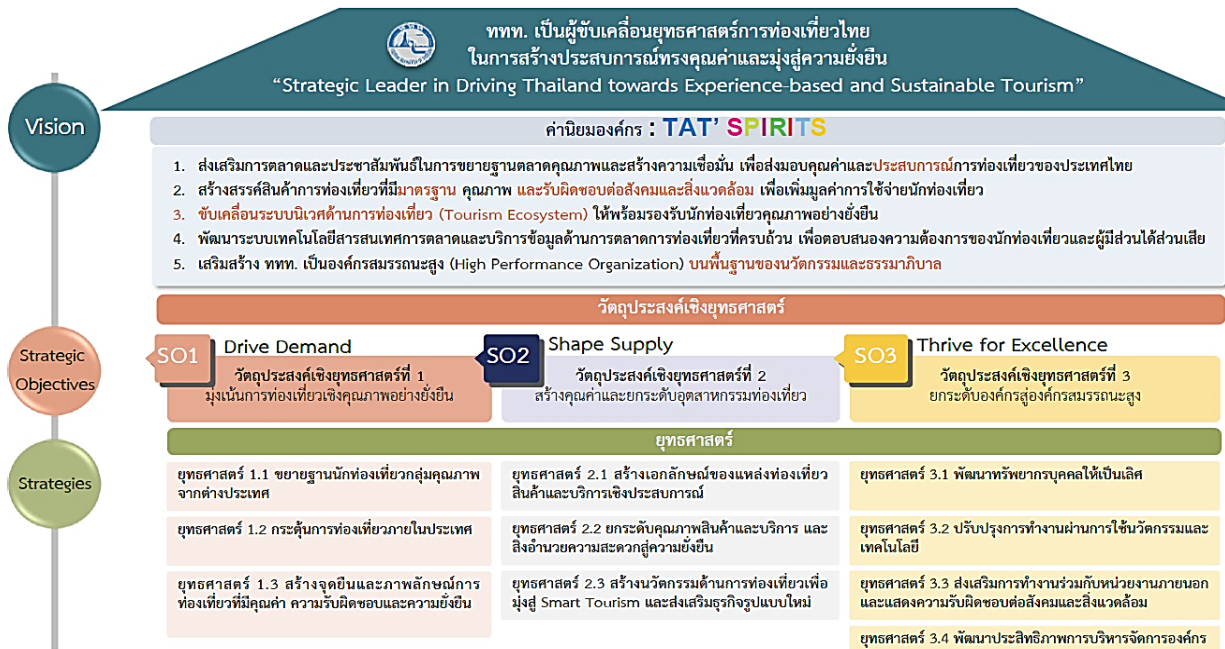 ททท. เป็นผู้ขับเคลื่อนยุทธศาสตร์การท่องเที่ยวไทย
ในการสร้างประสบการณ์ทรงคุณค่าและมุ่งสู่ความยั่งยืน
“Strategic Leader in Driving Thailand towards Experience-based and Sustainable Tourism”
Vision
ค่านิยมองค์กร : TAT’ SPIRITS
1. ส่งเสริมการตลาดและประชาสัมพันธ์ในการขยายฐานตลาดคุณภาพและสร้างความเชื่อมั่น เพื่อส่งมอบคุณค่าและประสบการณ์การท่องเที่ยวของประเทศไทย
2. สร้างสรรค์สินค้าการท่องเที่ยวที่มีมาตรฐาน คุณภาพ และรับผิดชอบต่อสังคมและสิ่งแวดล้อม เพื่อเพิ่มมูลค่าการใช้จ่ายนักท่องเที่ยว
3. ขับเคลื่อนระบบนิเวศด้านการท่องเที่ยว (Tourism Ecosystem) ให้พร้อมรองรับนักท่องเที่ยวคุณภาพอย่างยั่งยืน
4. พัฒนาระบบเทคโนโลยีสารสนเทศการตลาดและบริการข้อมูลด้านการตลาดการท่องเที่ยวที่ครบถ้วน เพื่อตอบสนองความต้องการของนักท่องเที่ยวและผู้มีส่วนได้ส่วนเสีย
5. เสริมสร้าง ททท. เป็นองค์กรสมรรถนะสูง (High Performance Organization) บนพื้นฐานของนวัตกรรมและธรรมาภิบาล
วัตถุประสงค์เชิงยุทธศาสตร์
Strategic
Objectives
SO1
Drive Demand
วัตถุประสงค์เชิงยุทธศาสตร์ที่ 1
มุ่งเน้นการท่องเที่ยวเชิงคุณภาพอย่างยั่งยืน
SO2
Shape Supply
วัตถุประสงค์เชิงยุทธศาสตร์ที่ 2
สร้างคุณค่าและยกระดับอุตสาหกรรมท่องเที่ยว
SO3
Thrive for Excellence
วัตถุประสงค์เชิงยุทธศาสตร์ที่ 3
ยกระดับองค์กรสู่องค์กรสมรรถนะสูง
ยุทธศาสตร์
Strategies
ยุทธศาสตร์ 1.1 ขยายฐานนักท่องเที่ยวกลุ่มคุณภาพ
จากต่างประเทศ
ยุทธศาสตร์ 1.2 กระตุ้นการท่องเที่ยวภายในประเทศ
ยุทธศาสตร์ 1.3 สร้างจุดยืนและภาพลักษณ์การ
ท่องเที่ยวที่มีคุณค่า ความรับผิดชอบและความยั่งยืน
ยุทธศาสตร์ 2.1 สร้างเอกลักษณ์ของแหล่งท่องเที่ยว
สินค้าและบริการเชิงประสบการณ์
ยุทธศาสตร์ 2.2 ยกระดับคุณภาพสินค้าและบริการ และ
สิ่งอำนวยความสะดวกสู่ความยั่งยืน
ยุทธศาสตร์ 2.3 สร้างนวัตกรรมด้านการท่องเที่ยวเพื่อ
มุ่งสู่ Smart Tourism และส่งเสริมธุรกิจรูปแบบใหม่
ยุทธศาสตร์ 3.1 พัฒนาทรัพยากรบุคคลให้เป็นเลิศ
ยุทธศาสตร์ 3.2 ปรับปรุงการทำงานผ่านการใช้นวัตกรรมและ
เทคโนโลยี
ยุทธศาสตร์ 3.3 ส่งเสริมการทำงานร่วมกับหน่วยงานภายนอก
และแสดงความรับผิดชอบต่อสังคมและสิ่งแวดล้อม
ยุทธศาสตร์ 3.4 พัฒนาประสิทธิภาพการบริหารจัดการองค์กร